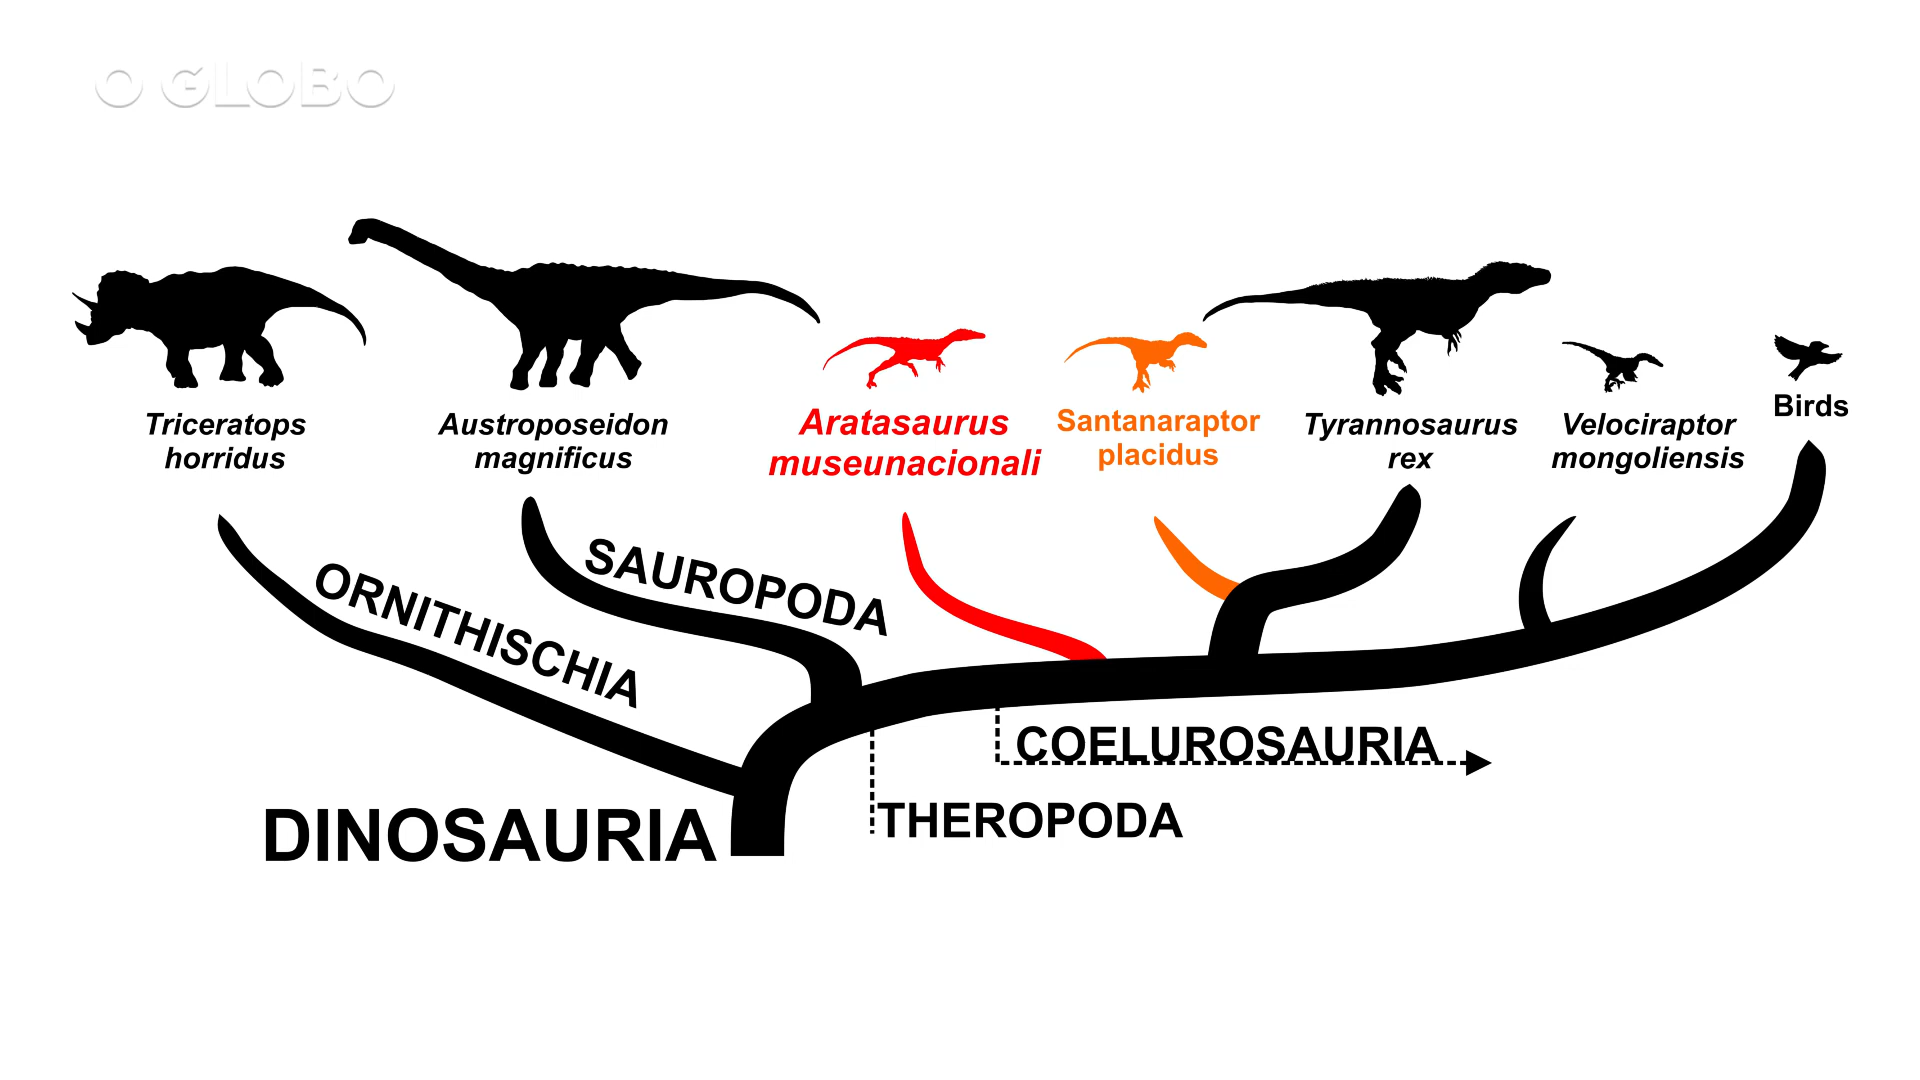 O GLOBO
Triceratops
horridus
Austroposeidon
magnificus
Aratasaurus
museunacionali
Santanaraptor
placidus
Tyrannosaurus
rex
Velociraptor
mongoliensis
Birds
ORNITHISCHIA
SAUROPODA
COELUROSAURIA
THEROPODA
DINOSAURIA